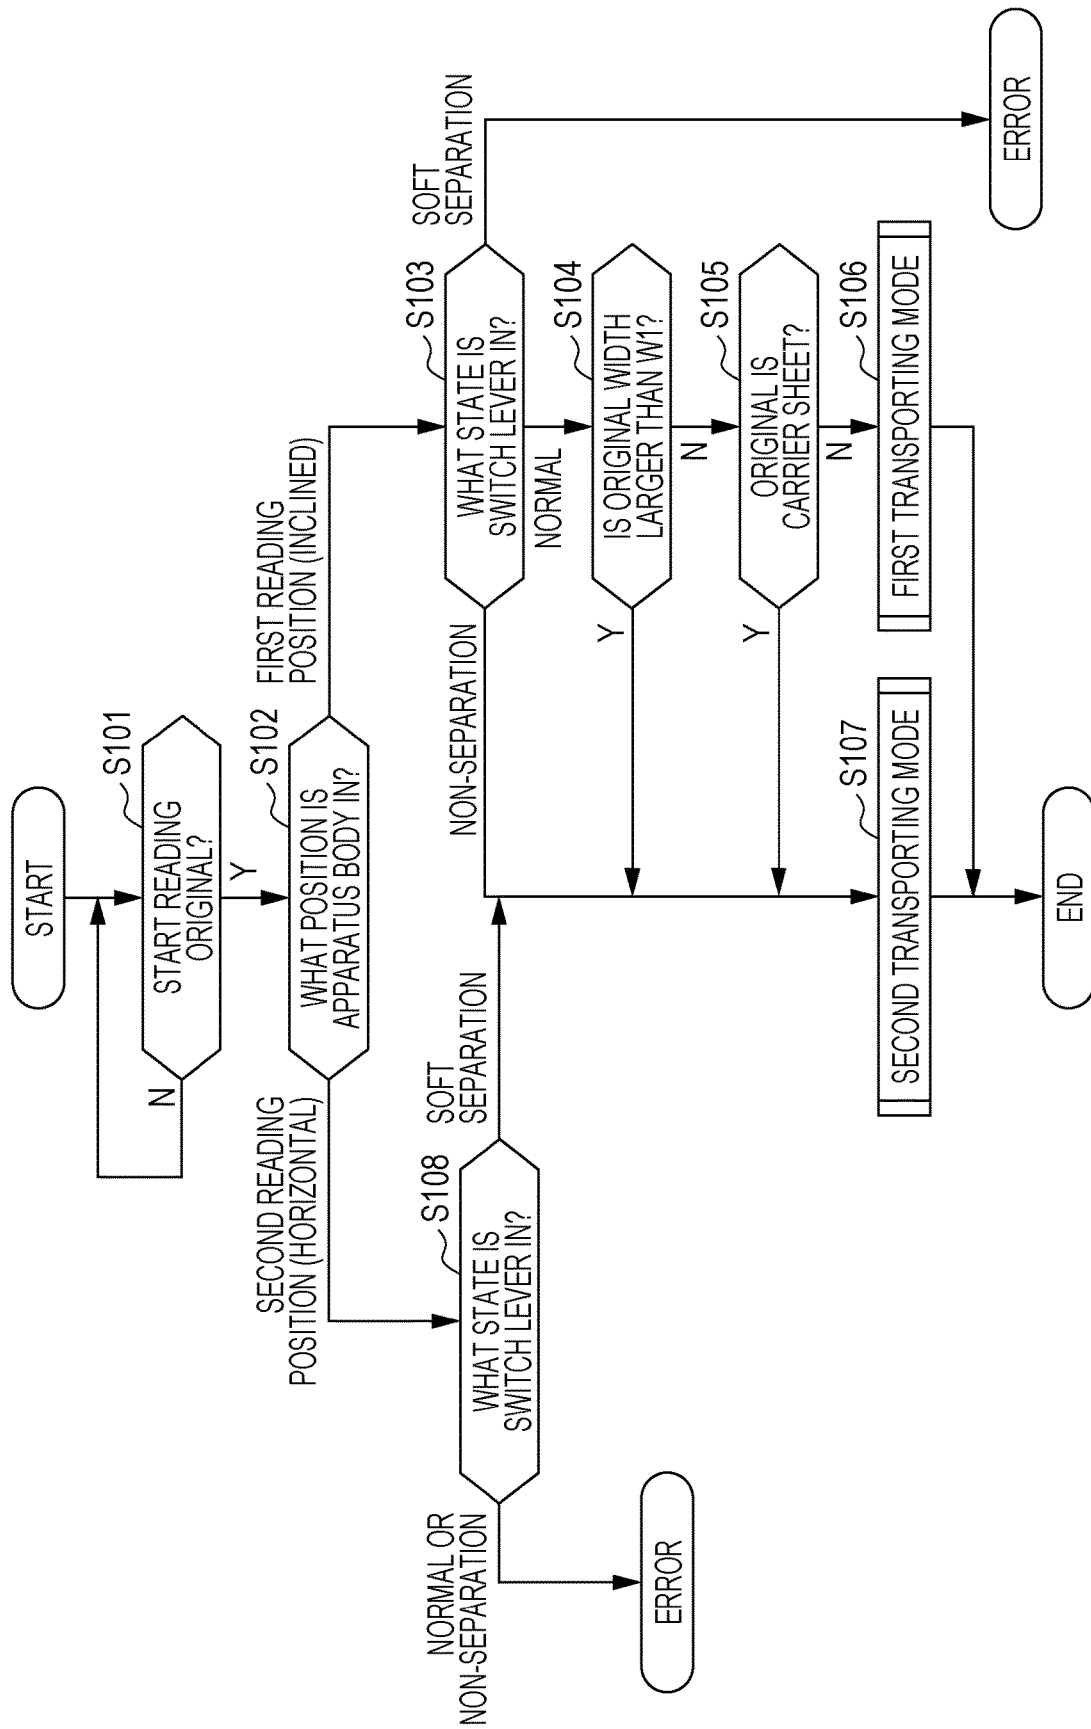 START
S101
START READING
ORIGINAL?
N
Y
S102
WHAT POSITION IS
APPARATUS BODY IN?
SECOND READING
POSITION (HORIZONTAL)
FIRST READING
POSITION (INCLINED)
S108
WHAT STATE IS
SWITCH LEVER IN?
NORMAL OR
NON-SEPARATION
SOFT
SEPARATION
ERROR
S103
WHAT STATE IS
SWITCH LEVER IN?
NON-SEPARATION
SOFT
SEPARATION
NORMAL
S104
IS ORIGINAL WIDTH
LARGER THAN W1?
Y
N
S105
ORIGINAL IS
CARRIER SHEET?
Y
N
S107
SECOND TRANSPORTING MODE
S106
FIRST TRANSPORTING MODE
ERROR
END